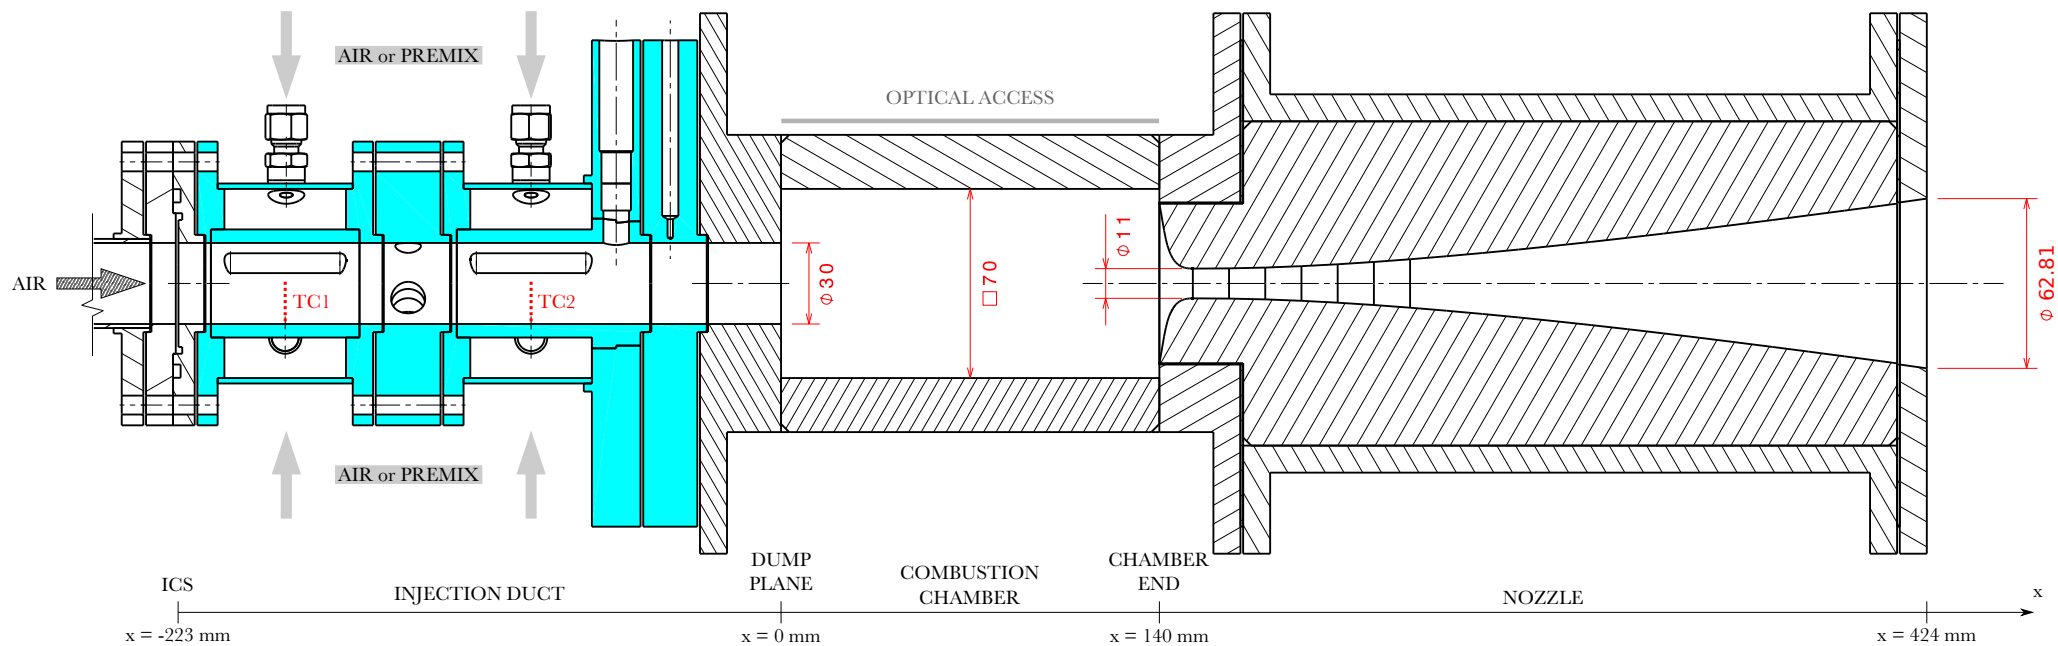 AIR or PREMIX
OPTICAL ACCESS
AIR
TC1
TC2
Φ30
□70
Φ11
Φ 62.81
AIR or PREMIX
ICS
INJECTION DUCT
DUMP
PLANE
COMBUSTION
CHAMBER
CHAMBER
END
NOZZLE
x
x = -223 mm
x = 0 mm
x = 140 mm
x = 424 mm